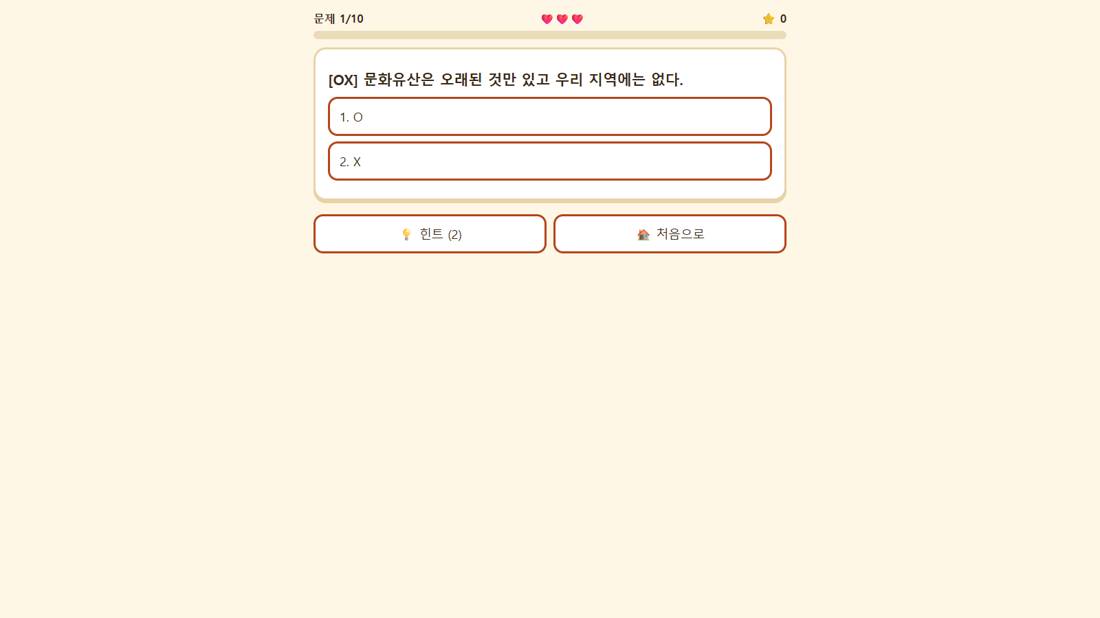 문제 1/10
0
[OX] 문화유산은 오래된 것만 있고 우리 지역에는 없다.
1. O
2. X
힌트 (2)
처음으로